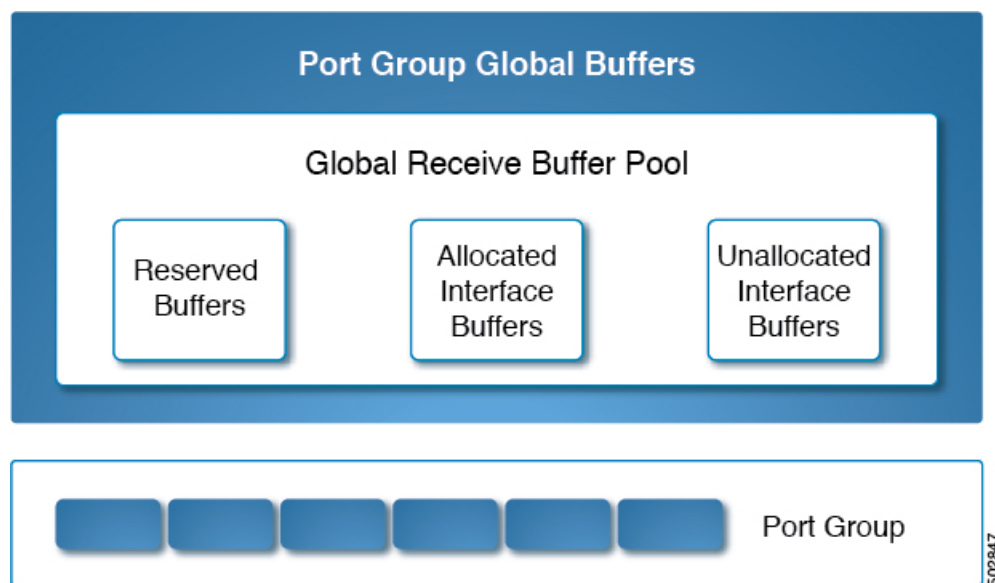 Port Group Global Buffers
Global Receive Buffer Pool
Reserved
Buffers
Allocated
Interface
Buffers
Unallocated
Interface
Buffers
Port Group